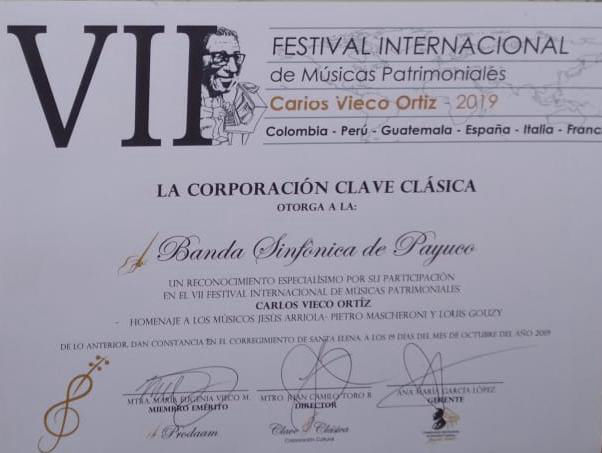 VII
FESTIVAL INTERNACIONAL
de Músicas Patrimoniales
Carlos Vieco Ortiz - 2019
Colombia - Perú - Guatemala - España - Italia - Franc
LA CORPORACIÓN CLAVE CLÁSICA
OTORGA A LA:
Banda Sinfónica de Payuco
UN RECONOCIMIENTO ESPECIALÍSIMO POR SU PARTICIPACIÓN
EN EL VII FESTIVAL INTERNACIONAL DE MÚSICAS PATRIMONIALES
CARLOS VIECO ORTÍZ
- HOMENAJE A LOS MÚSICOS JESÚS ARRIOLA- PIETRO MASCHERONI Y LOUIS GOUZY
DE LO ANTERIOR, DAN CONSTANCIA EN EL CORREGIMIENTO DE SANTA ELENA, A LOS 19 DÍAS DEL MES DE OCTUBRE DEL AÑO 2019
MTRA. MARIA EUGENIA VIECO M. MTRO. JUAN CAMILO TORO R ANA MARÍA GARCÍA LÓPEZ
MIEMBRO EMÉRITO DIRECTOR GERENTE
Prodaam Clave Clásica
Corporación Cultural